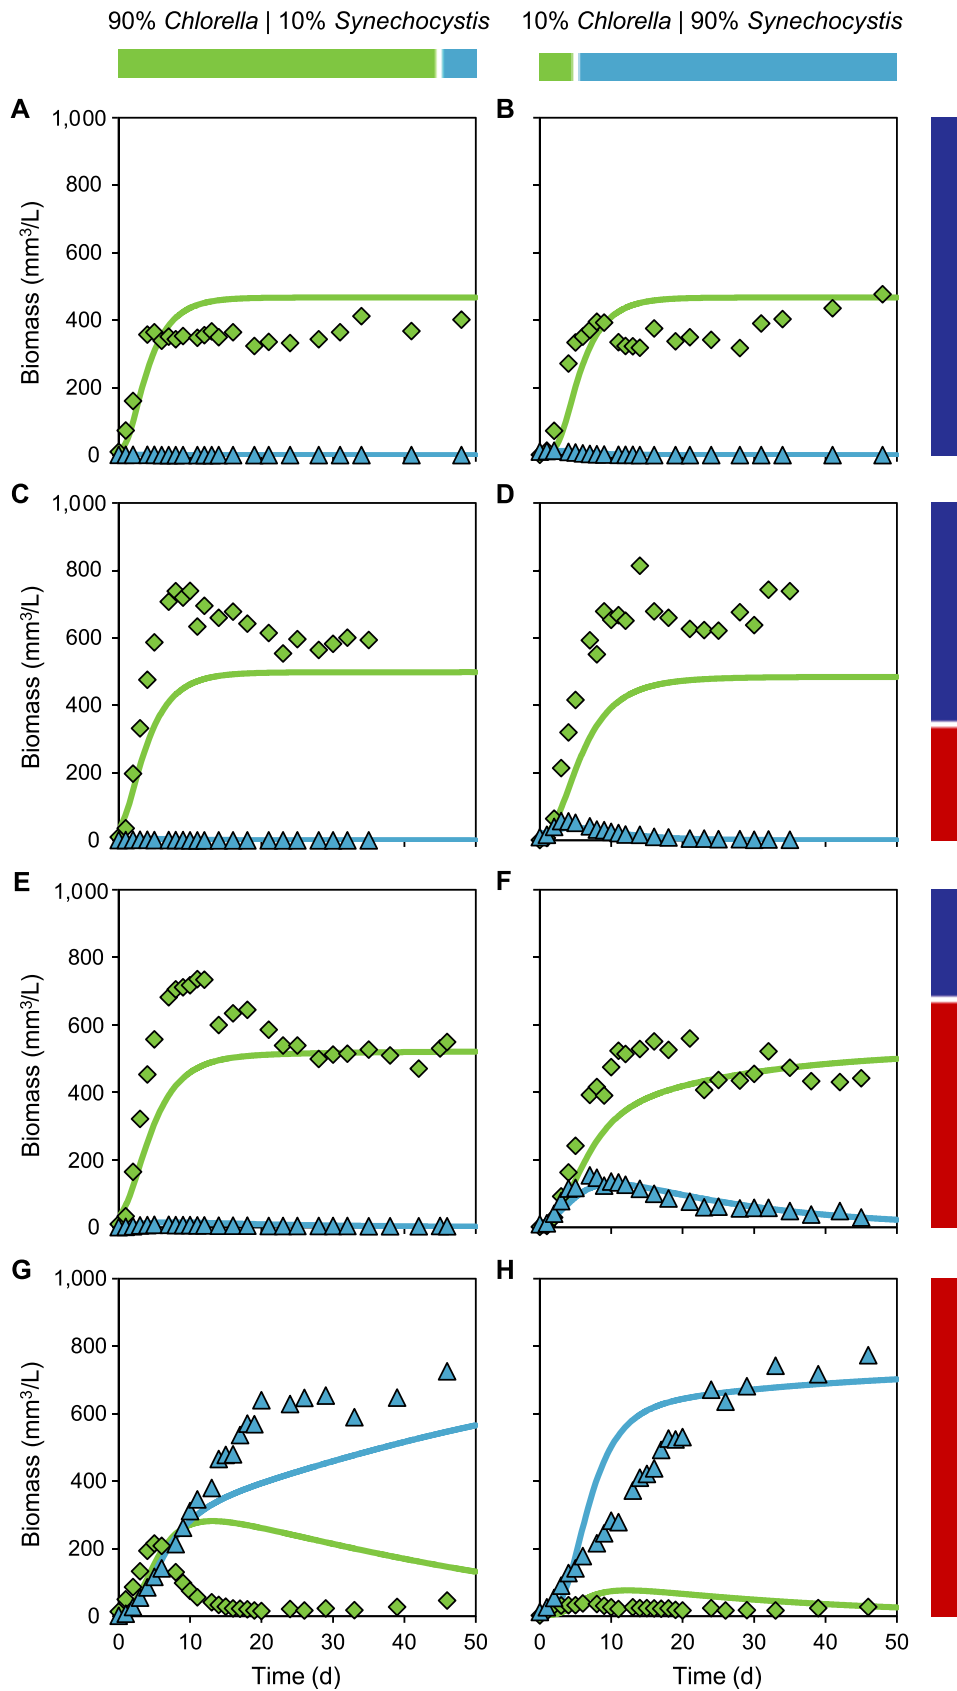 90% Chlorella | 10% Synechocystis
10% Chlorella | 90% Synechocystis
A
B
1,000
800
600
400
200
0
Biomass (mm³/L)
C
D
1,000
800
600
400
200
0
Biomass (mm³/L)
E
F
1,000
800
600
400
200
0
Biomass (mm³/L)
G
H
1,000
800
600
400
200
0
Biomass (mm³/L)
0 10 20 30 40 50
0 10 20 30 40 50
Time (d)
Time (d)